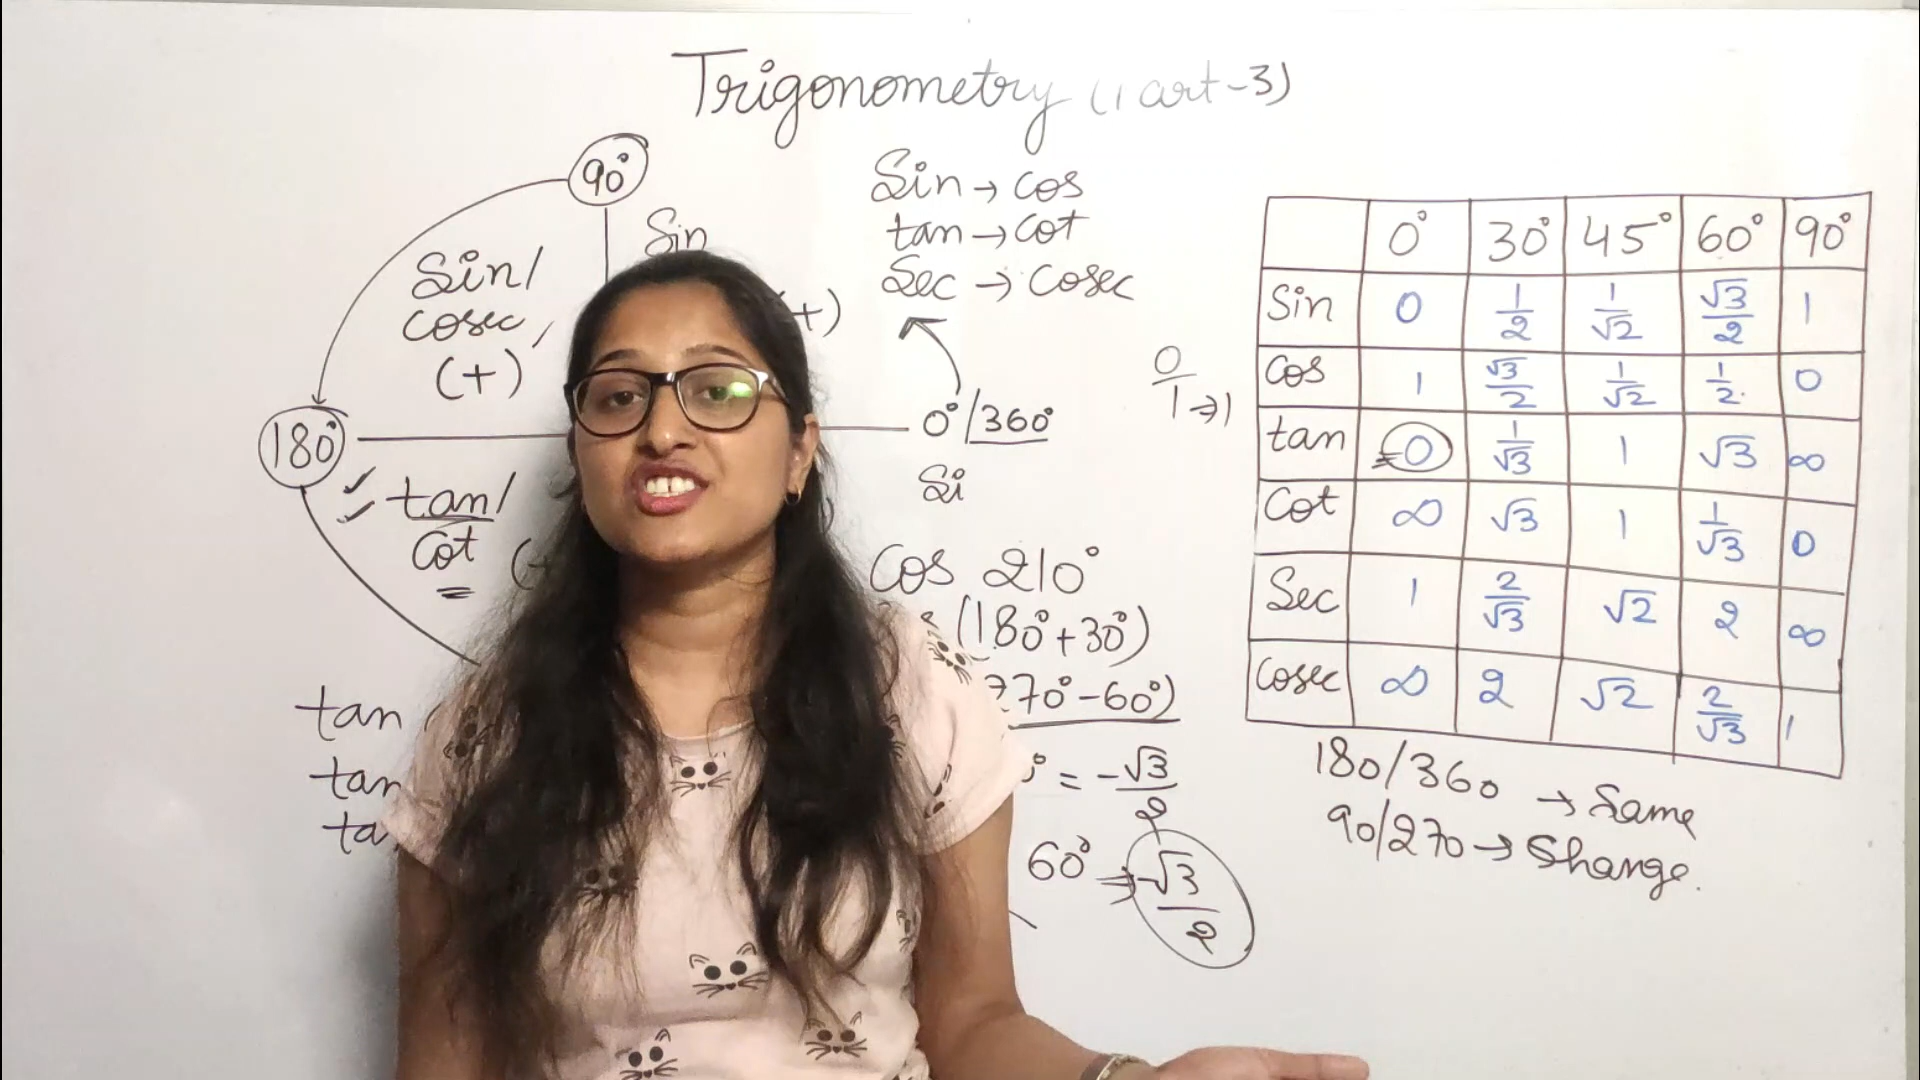 Trigonometry (Part-3)
90°
Sin
Sin/
cosec
(+)
+)
180°
0°/360°
Si
tan/
cot
Sin → cos
tan → cot
Sec → cosec
0/1 → 1
cos 210°
(180°+30°)
270°-60°)
° = -√3/2
60° ⇒ -√3/2
tan
tan
ta
0° 30° 45° 60° 90°
Sin 0 1/2 1/√2 √3/2 1
Cos 1 √3/2 1/√2 1/2 0
tan 0 1/√3 1 √3 ∞
Cot ∞ √3 1 1/√3 0
Sec 1 2/√3 √2 2 ∞
Cosec ∞ 2 √2 2/√3 1
180/360 → Same
90/270 → Change.